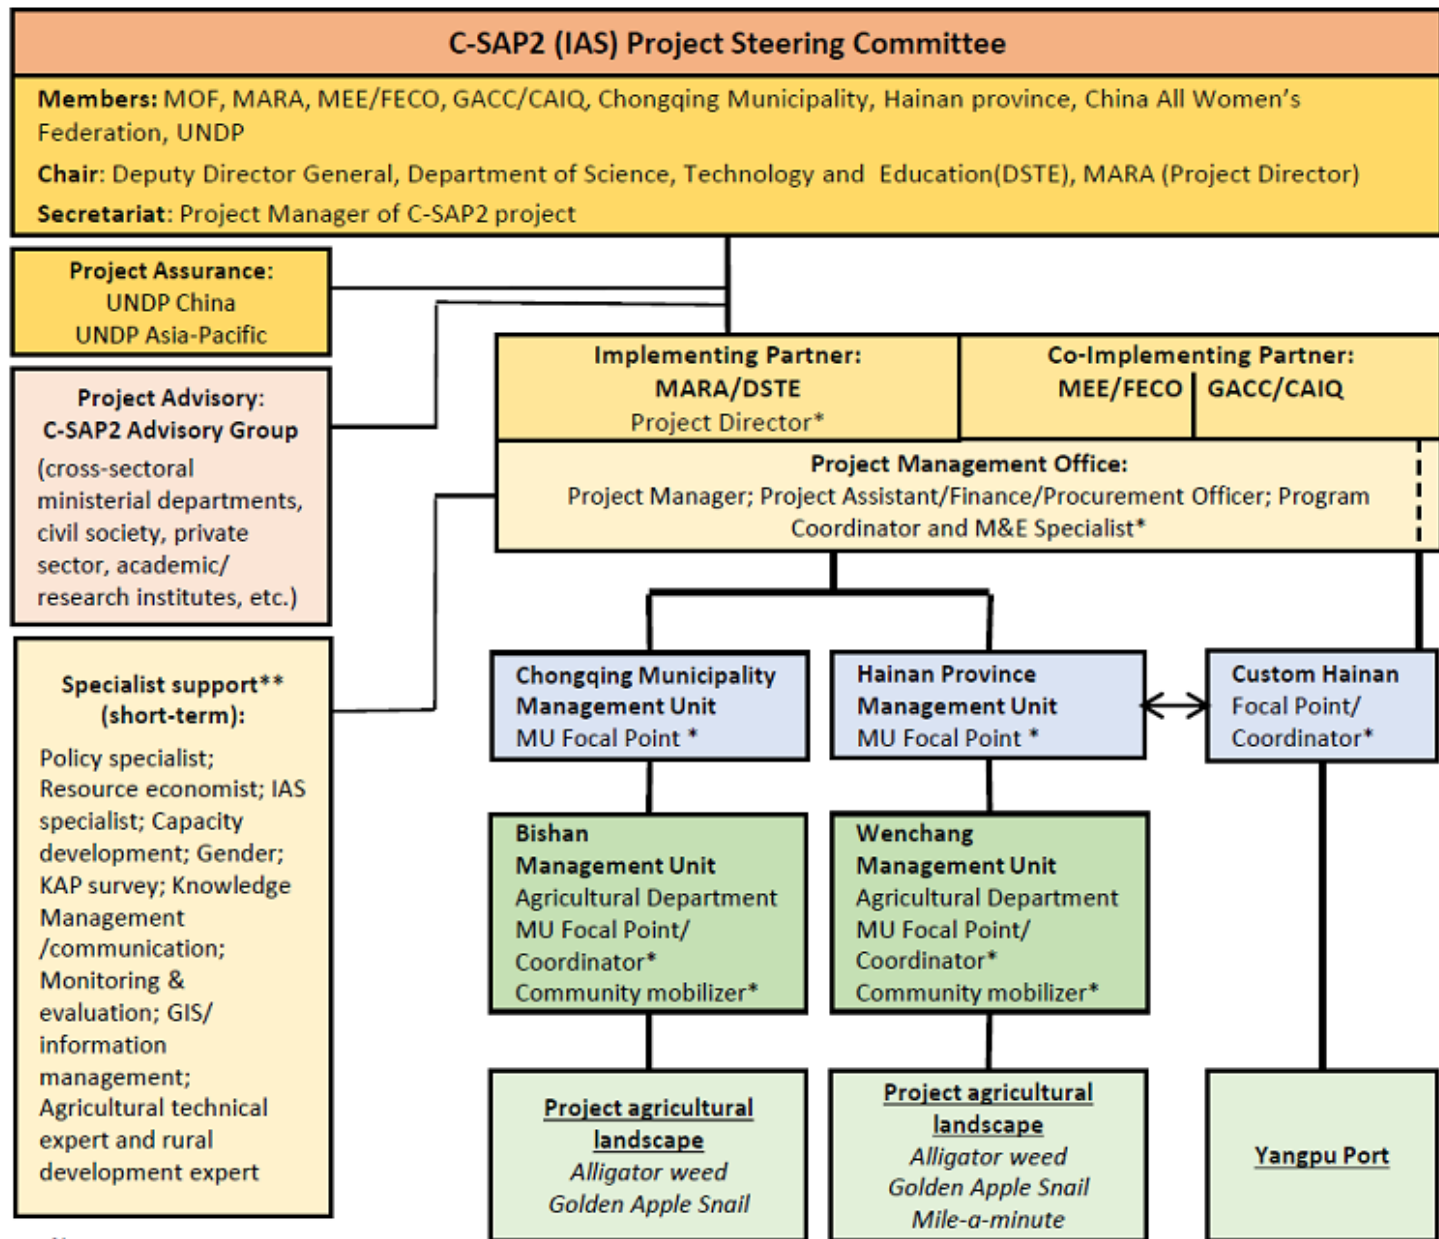 C-SAP2 (IAS) Project Steering Committee
Members: MOF, MARA, MEE/FECO, GACC/CAIQ, Chongqing Municipality, Hainan province, China All Women's
Federation, UNDP
Chair: Deputy Director General, Department of Science, Technology and Education(DSTE), MARA (Project Director)
Secretariat: Project Manager of C-SAP2 project
Project Assurance:
UNDP China
UNDP Asia-Pacific
Project Advisory:
C-SAP2 Advisory Group
(cross-sectoral
ministerial departments,
civil society, private
sector, academic/
research institutes, etc.)
Specialist support**
(short-term):
Policy specialist;
Resource economist; IAS
specialist; Capacity
development; Gender;
KAP survey; Knowledge
Management
/communication;
Monitoring &
evaluation; GIS/
information
management;
Agricultural technical
expert and rural
development expert
Implementing Partner:
MARA/DSTE
Project Director*
Co-Implementing Partner:
MEE/FECO GACC/CAIQ
Project Management Office:
Project Manager; Project Assistant/Finance/Procurement Officer; Program
Coordinator and M&E Specialist*
Chongqing Municipality
Management Unit
MU Focal Point *
Hainan Province
Management Unit
MU Focal Point *
Custom Hainan
Focal Point/
Coordinator*
Bishan
Management Unit
Agricultural Department
MU Focal Point/
Coordinator*
Community mobilizer*
Wenchang
Management Unit
Agricultural Department
MU Focal Point/
Coordinator*
Community mobilizer*
Project agricultural
landscape
Alligator weed
Golden Apple Snail
Project agricultural
landscape
Alligator weed
Golden Apple Snail
Mile-a-minute
Yangpu Port